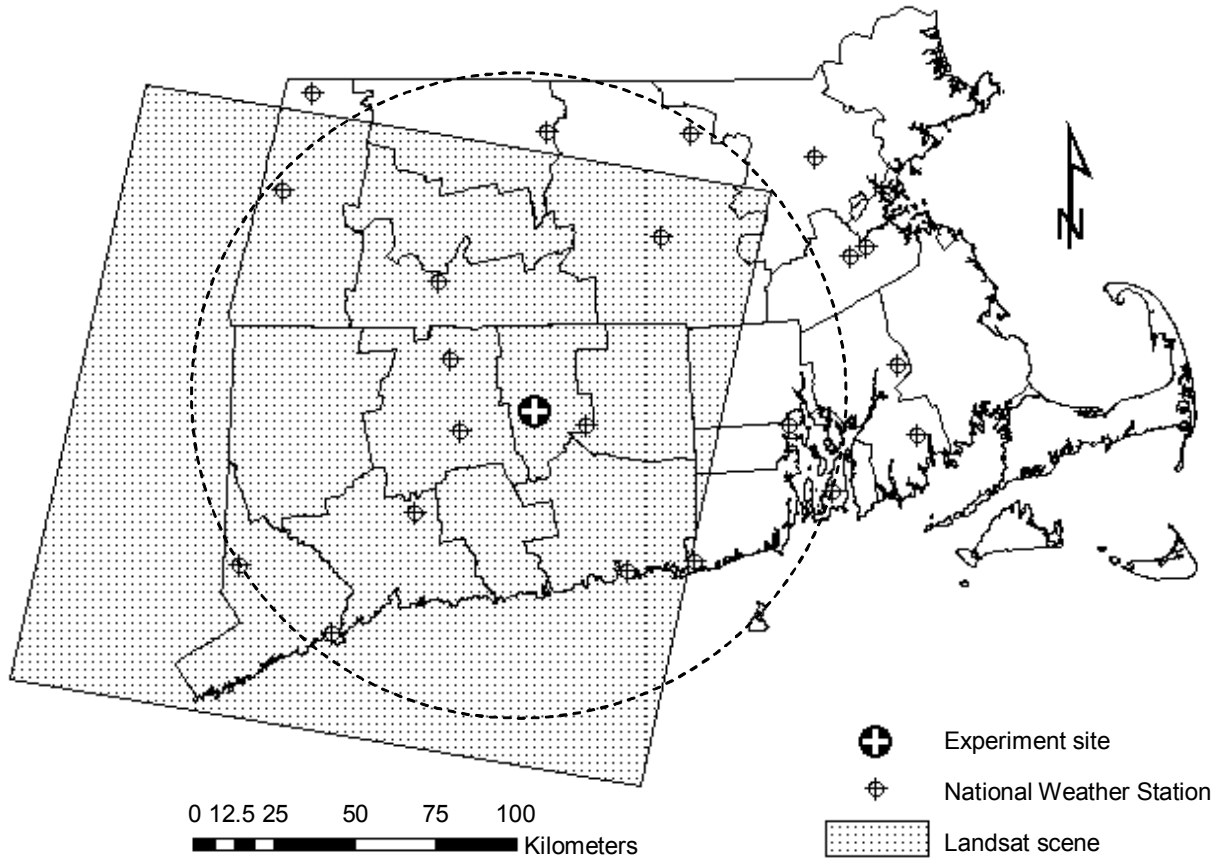 N
Experiment site
National Weather Station
Landsat scene
0 12.5 25 50 75 100
Kilometers